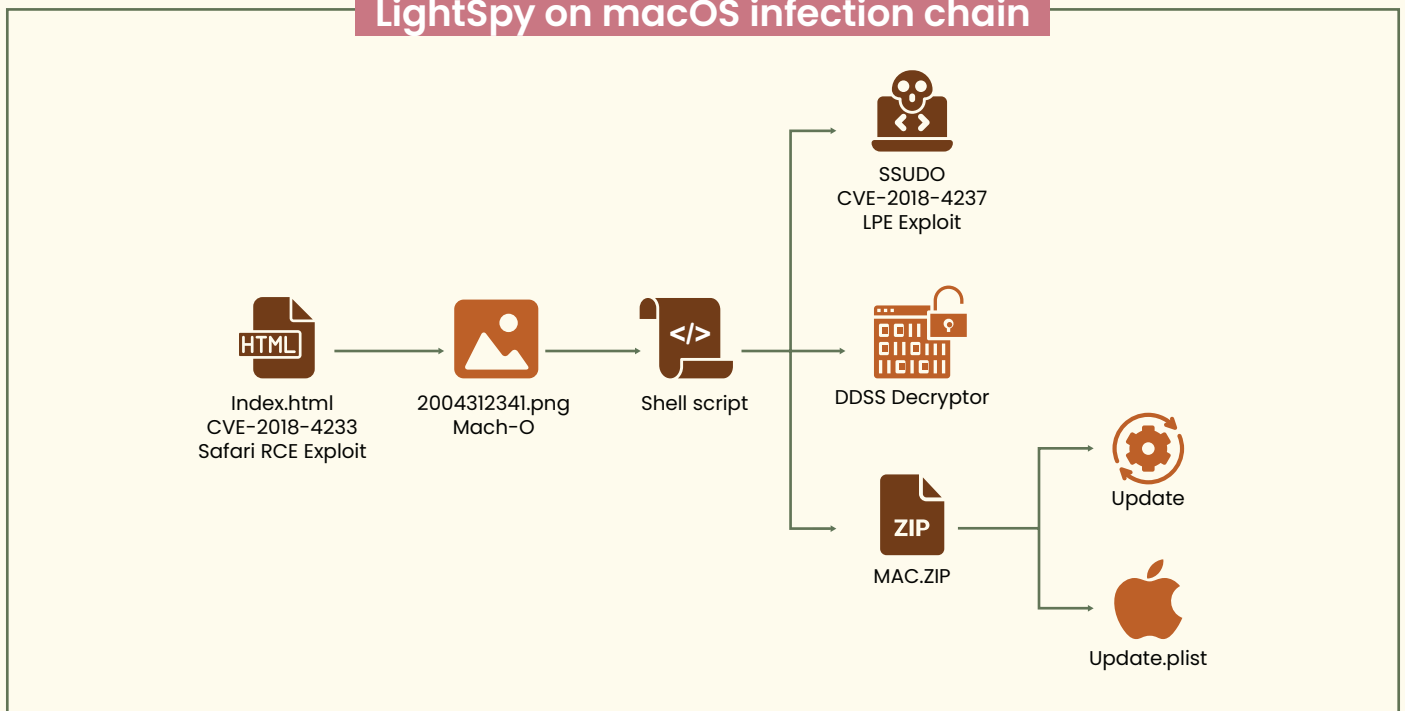 LightSpy on macOS infection chain
SSUDO
CVE-2018-4237
LPE Exploit
HTML
Index.html
CVE-2018-4233
Safari RCE Exploit
2004312341.png
Mach-O
</>
Shell script
DDSS Decryptor
ZIP
MAC.ZIP
Update
Update.plist